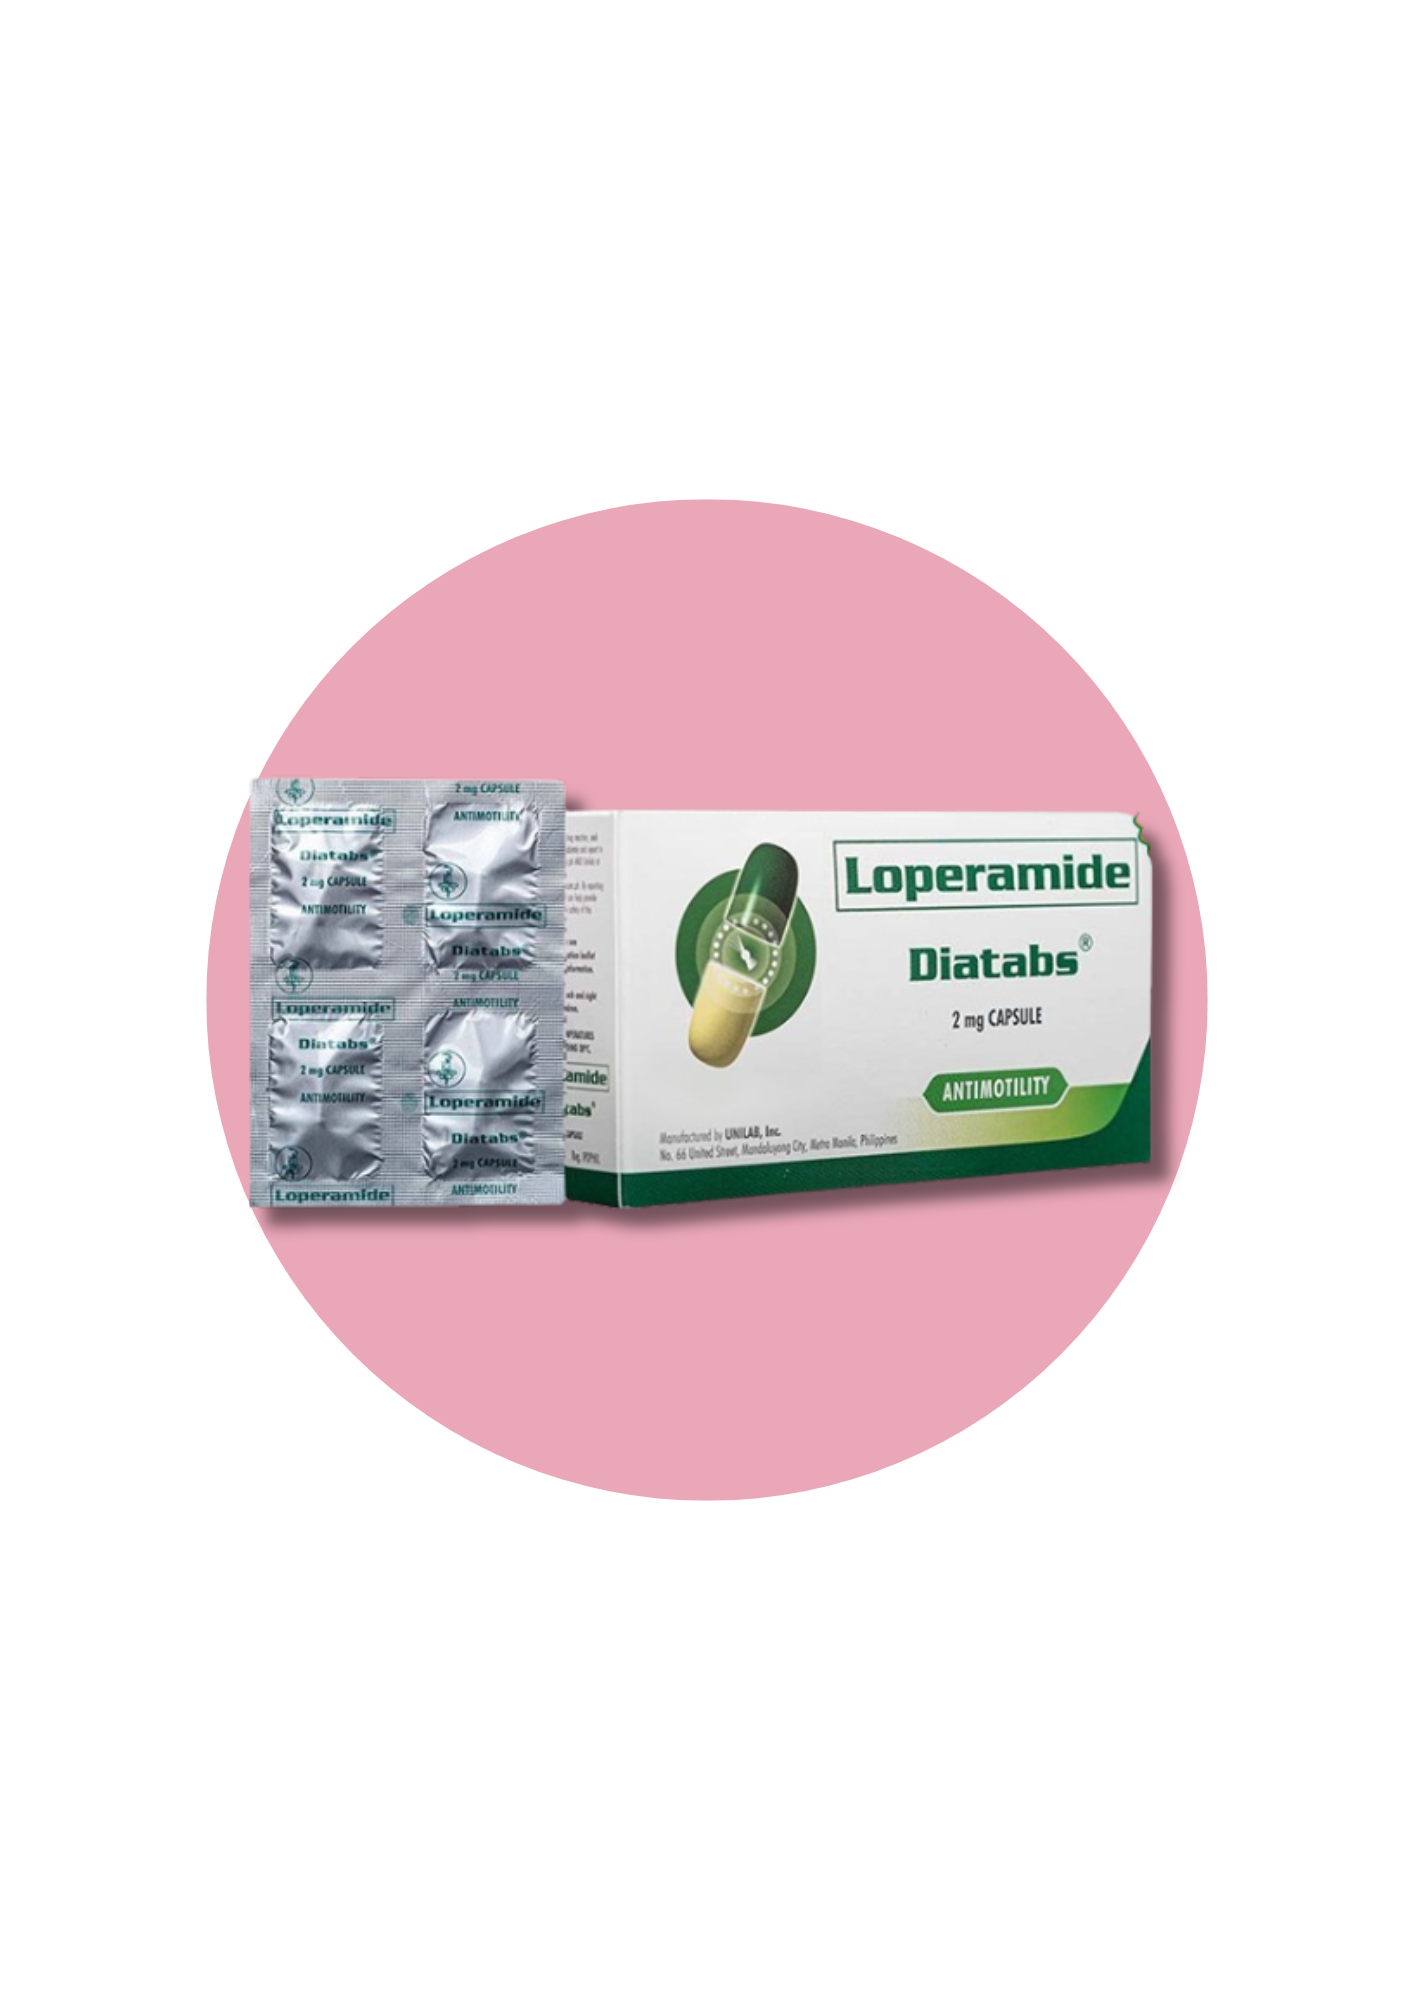 2 mg CAPSULE
Loperamide
ANTIMOTILITY
Diatabs®
2 mg CAPSULE
ANTIMOTILITY
Loperamide
Diatabs®
2 mg CAPSULE
Loperamide
ANTIMOTILITY
Diatabs®
2 mg CAPSULE
ANTIMOTILITY
Loperamide
Diatabs®
2 mg CAPSULE
Loperamide
ANTIMOTILITY
amide
tabs®
Loperamide
Diatabs®
2 mg CAPSULE
ANTIMOTILITY
Manufactured by UNILAB, Inc.
No. 66 United Street, Mandaluyong City, Metro Manila, Philippines